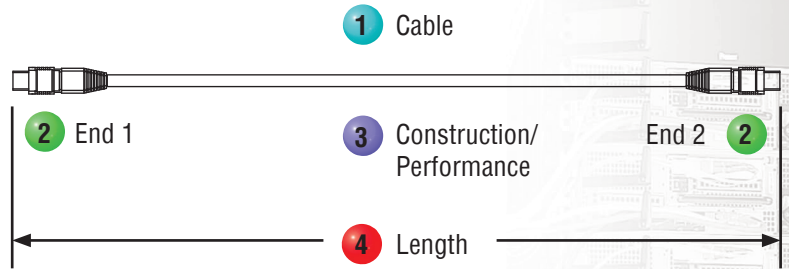 1 Cable
2 End 1
3 Construction/
Performance
End 2 2
4 Length